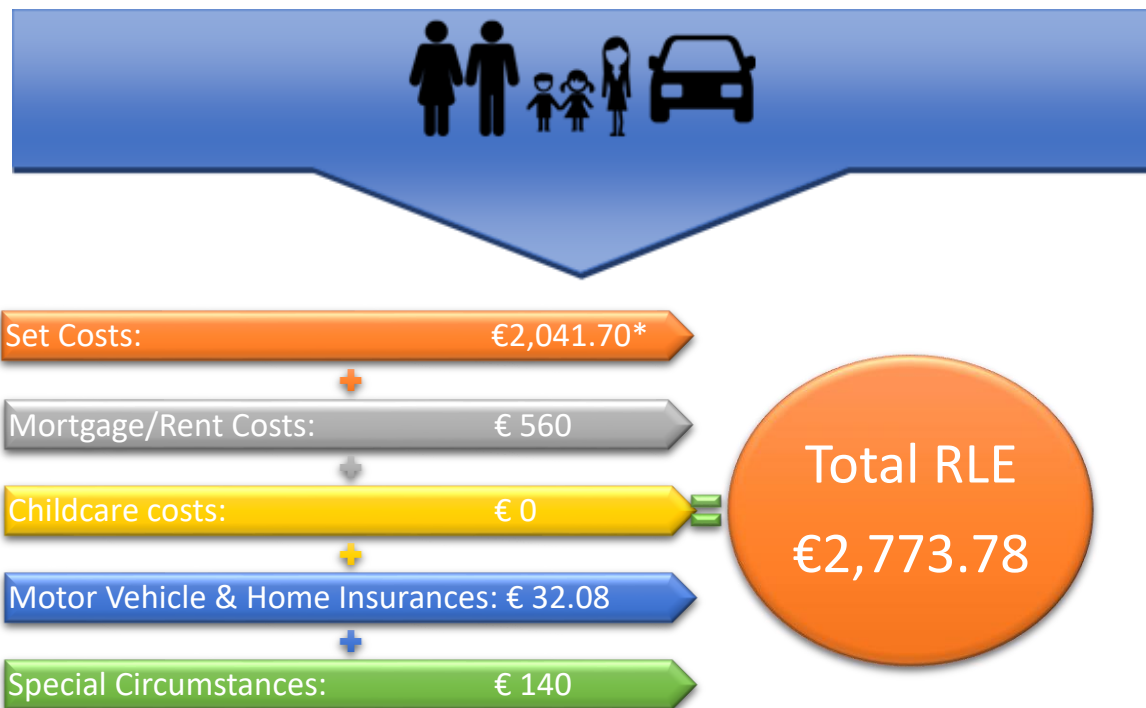 Set Costs: €2,041.70*
Mortgage/Rent Costs: € 560
Childcare costs: € 0
Motor Vehicle & Home Insurances: € 32.08
Special Circumstances: € 140
Total RLE
€2,773.78